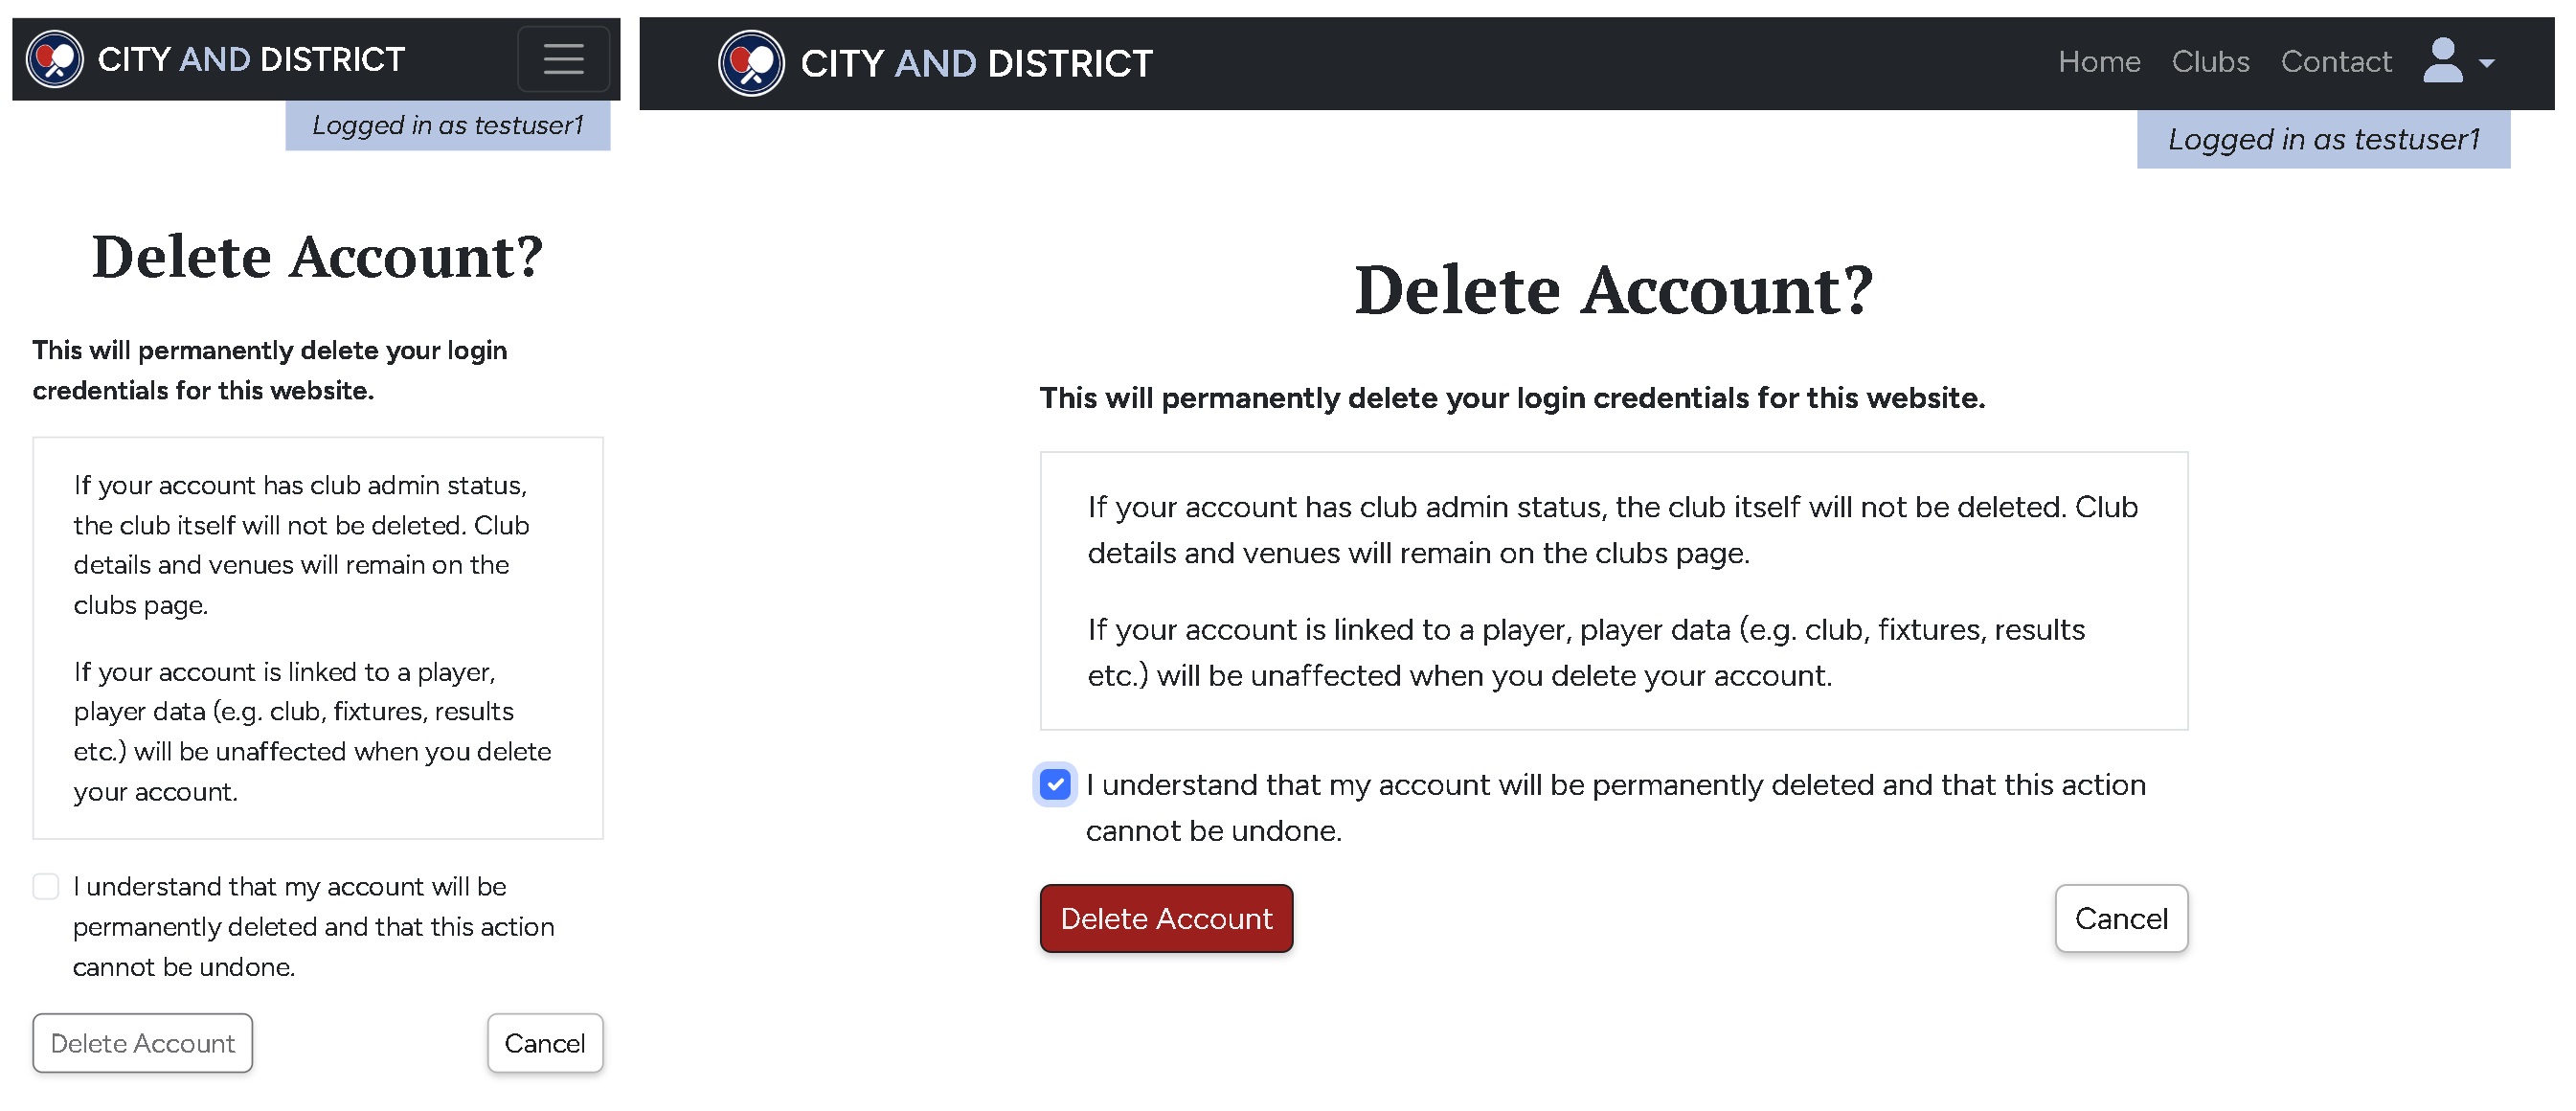 CITY AND DISTRICT
Logged in as testuser1
Delete Account?
This will permanently delete your login
credentials for this website.
If your account has club admin status,
the club itself will not be deleted. Club
details and venues will remain on the
clubs page.
If your account is linked to a player,
player data (e.g. club, fixtures, results
etc.) will be unaffected when you delete
your account.
I understand that my account will be
permanently deleted and that this action
cannot be undone.
Delete Account Cancel
CITY AND DISTRICT Home Clubs Contact
Logged in as testuser1
Delete Account?
This will permanently delete your login credentials for this website.
If your account has club admin status, the club itself will not be deleted. Club
details and venues will remain on the clubs page.
If your account is linked to a player, player data (e.g. club, fixtures, results
etc.) will be unaffected when you delete your account.
I understand that my account will be permanently deleted and that this action
cannot be undone.
Delete Account Cancel